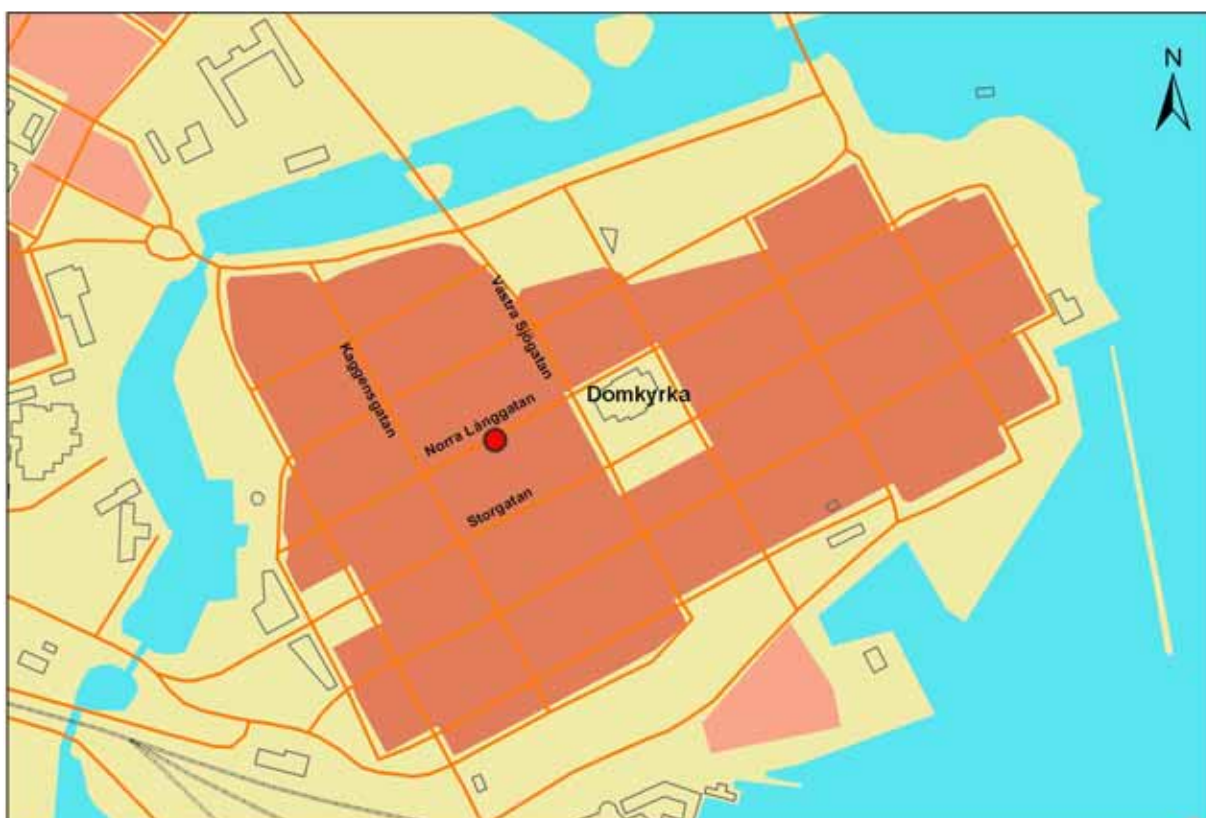 N
Västra Sjögatan
Kaggensgatan
Domkyrka
Norra Långgatan
Storgatan